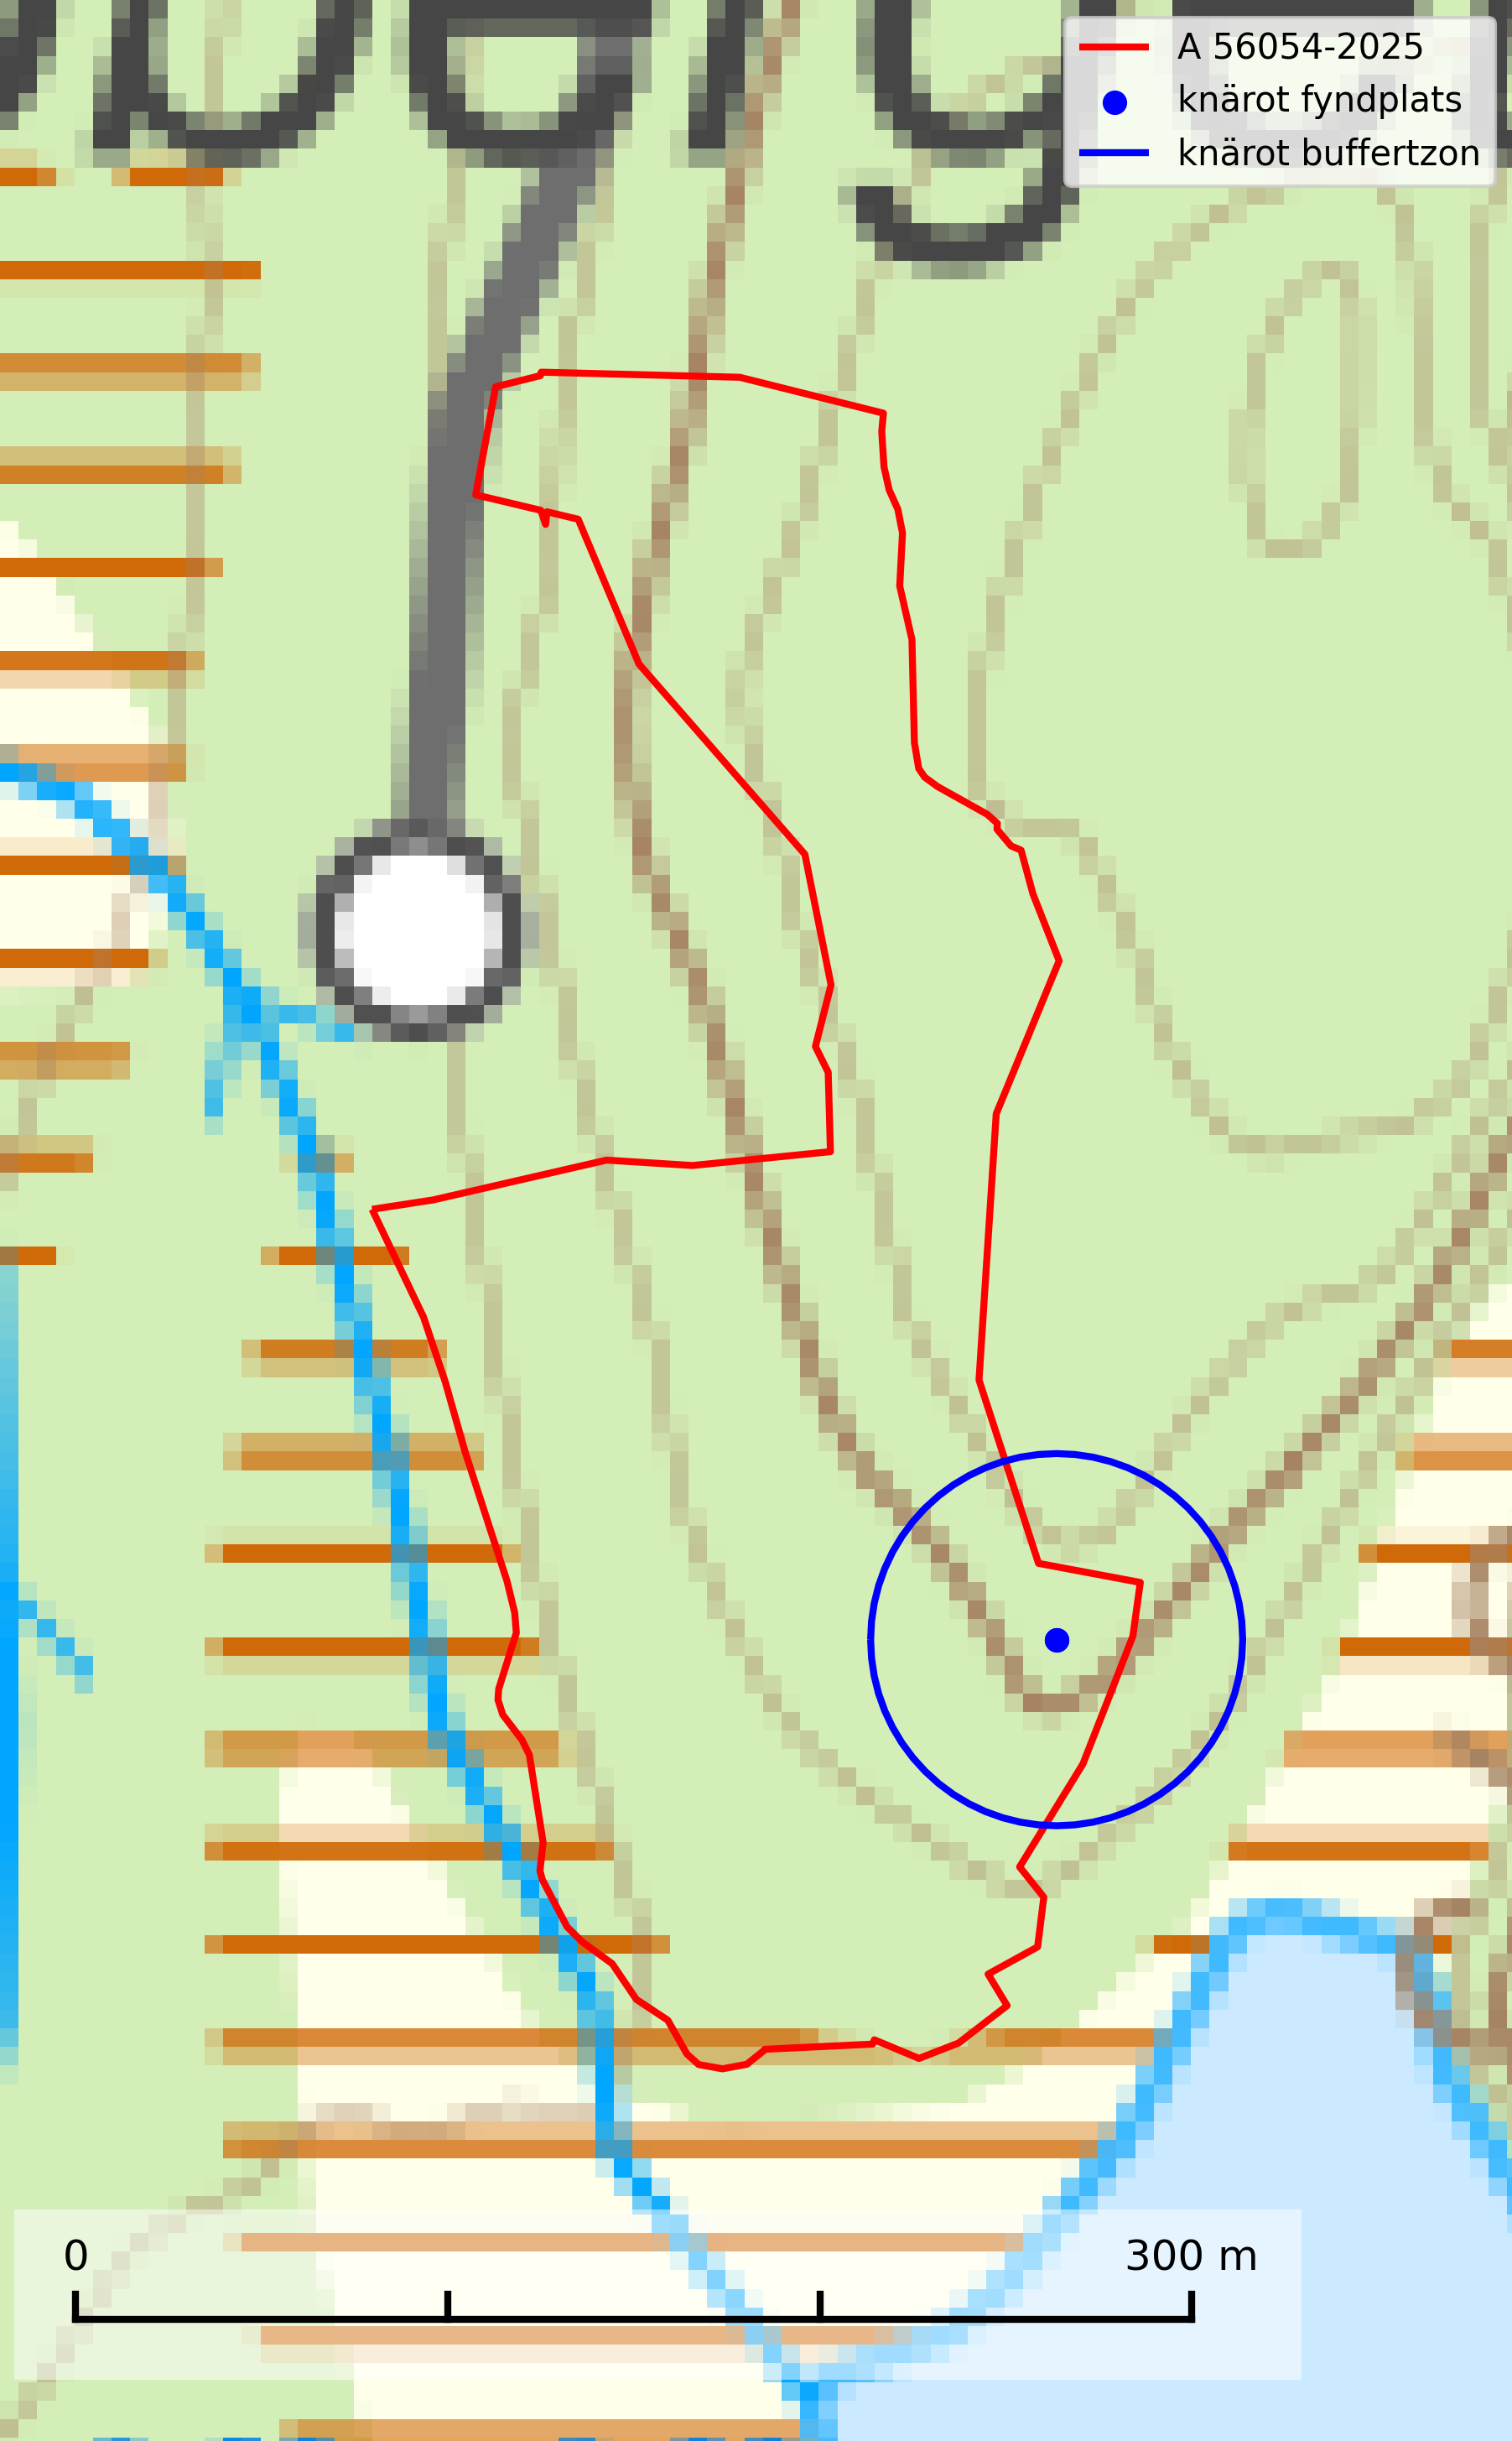 A 56054-2025
knärot fyndplats
knärot buffertzon
0
300 m